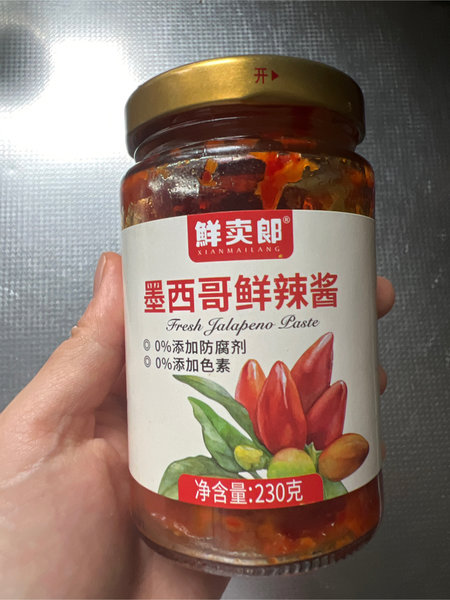 开▶
鲜卖郎®
XIANMAILANG
墨西哥鲜辣酱
Fresh Jalapeno Paste
◎ 0%添加防腐剂
◎ 0%添加色素
净含量:230克